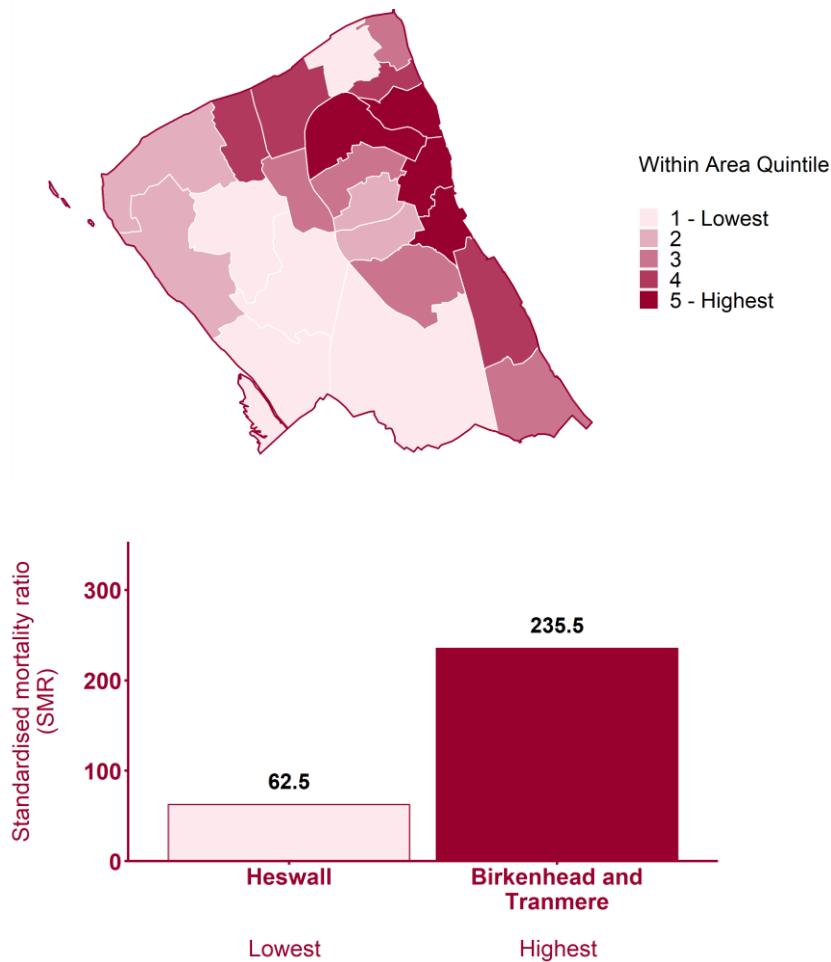 Within Area Quintile
1 - Lowest
2
3
4
5 - Highest
Standardised mortality ratio
(SMR)
300
200
100
0
62.5
235.5
Heswall
Birkenhead and
Tranmere
Lowest
Highest